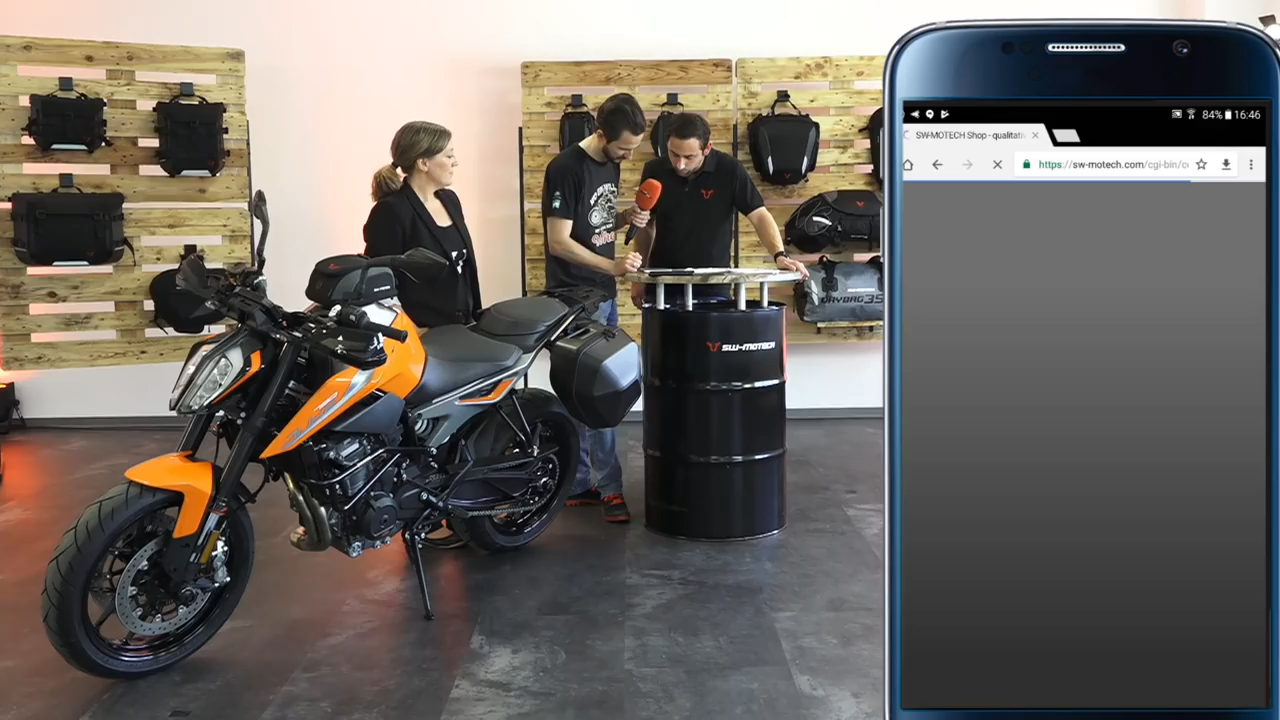 84% 16:46
SW-MOTECH Shop - qualitati
https://sw-motech.com/cgi-bin/c
SW-MOTECH
DRYBAG 35